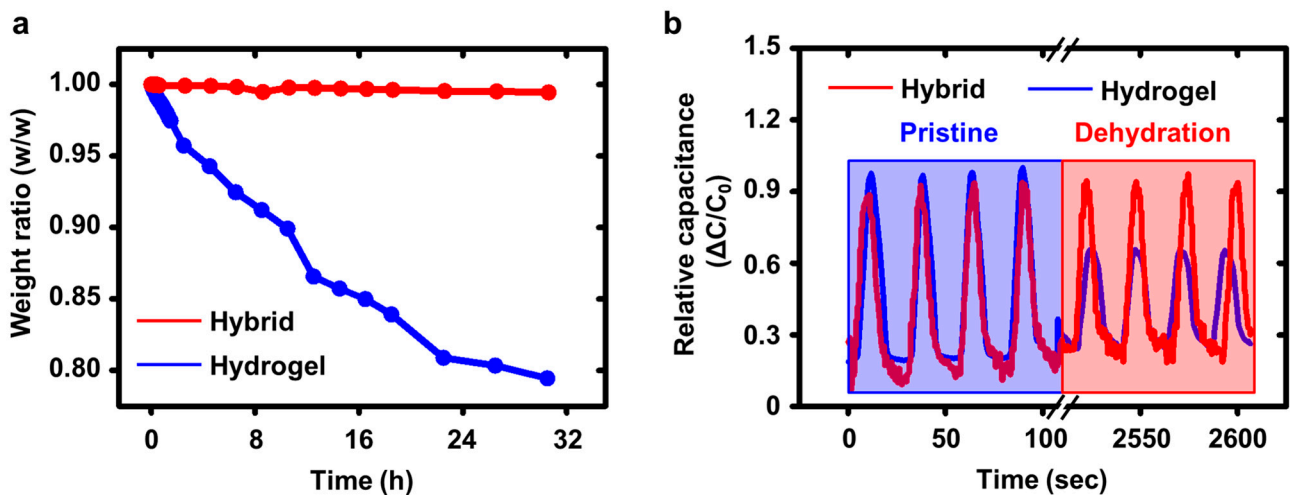 a
Weight ratio (w/w)
1.00
0.95
0.90
0.85
0.80
Hybrid
Hydrogel
0
8
16
24
32
Time (h)
b
Relative capacitance
(ΔC/C₀)
1.5
1.2
0.9
0.6
0.3
0
Hybrid
Hydrogel
Pristine
Dehydration
0
50
100
2550
2600
Time (sec)